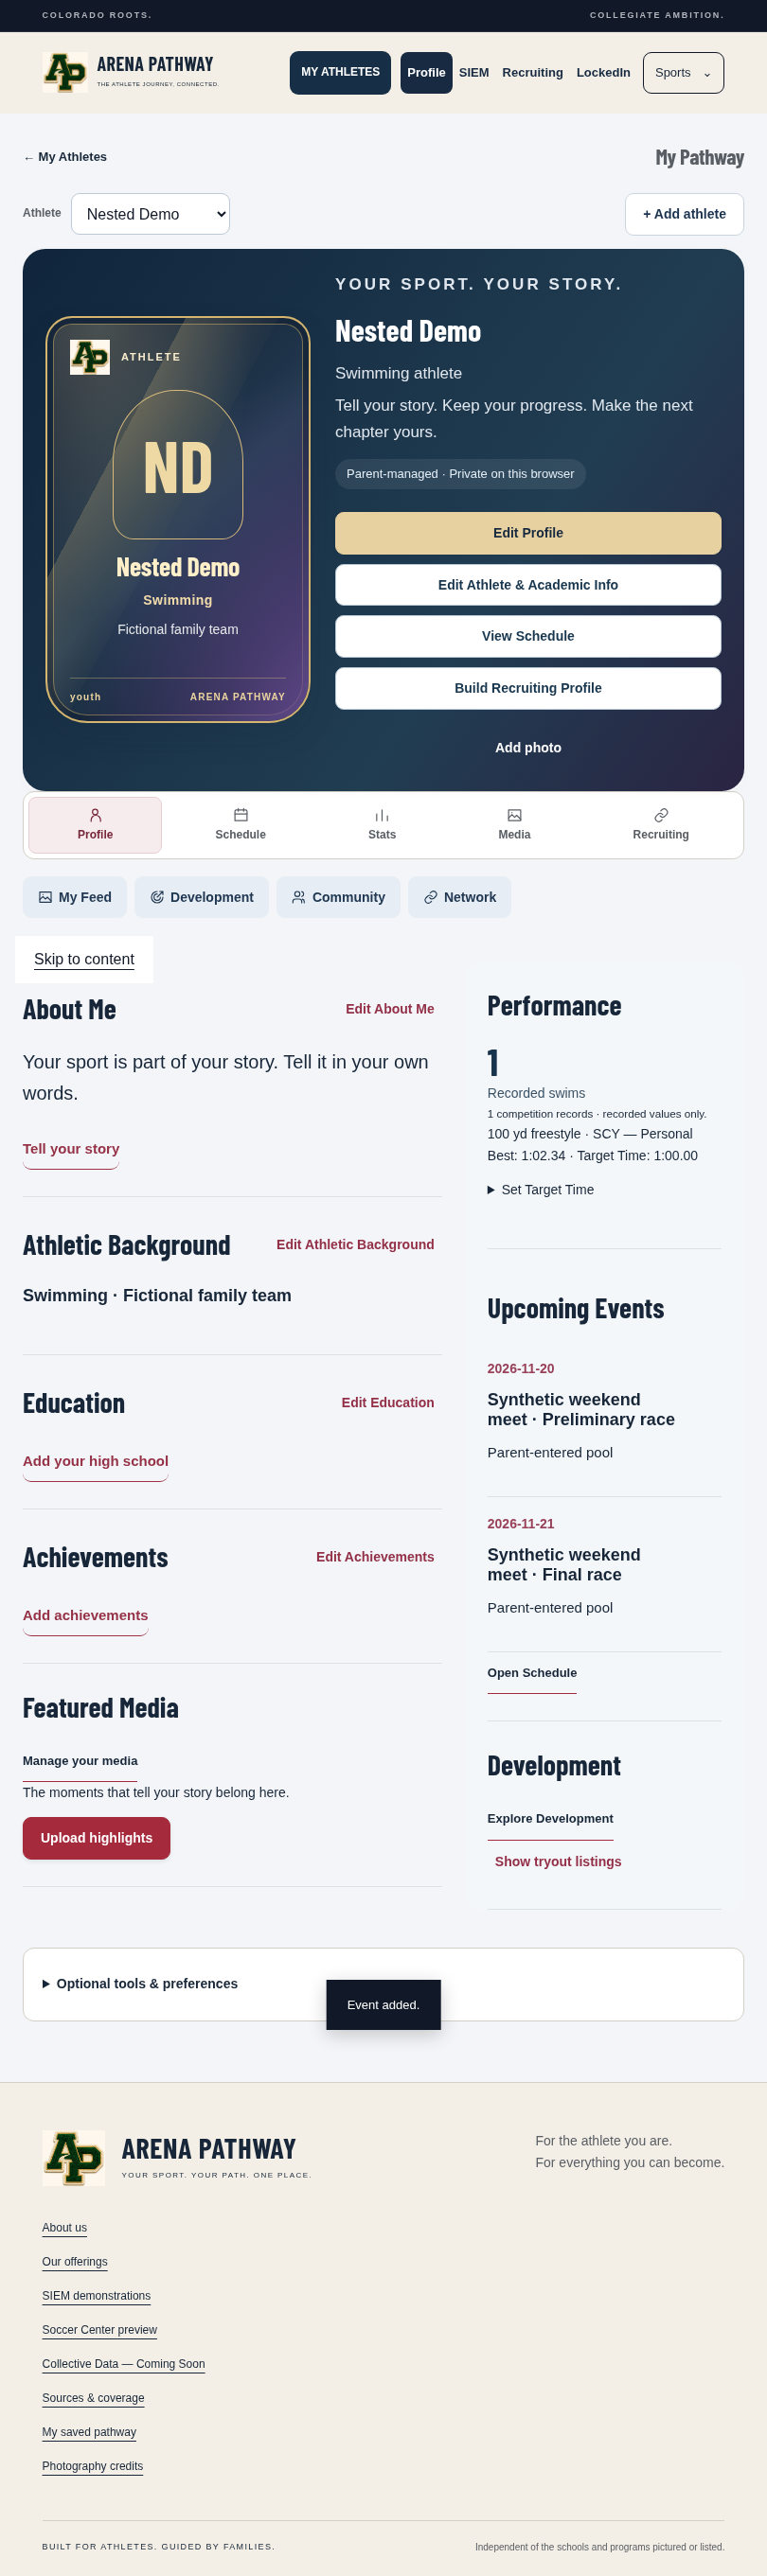 COLORADO ROOTS.
COLLEGIATE AMBITION.
AP
ARENA PATHWAY
THE ATHLETE JOURNEY, CONNECTED.
MY ATHLETES
Profile
SIEM
Recruiting
LockedIn
Sports
← My Athletes
My Pathway
Athlete
Nested Demo
+ Add athlete
AP
ATHLETE
ND
Nested Demo
Swimming
Fictional family team
youth
ARENA PATHWAY
YOUR SPORT. YOUR STORY.
Nested Demo
Swimming athlete
Tell your story. Keep your progress. Make the next
chapter yours.
Parent-managed · Private on this browser
Edit Profile
Edit Athlete & Academic Info
View Schedule
Build Recruiting Profile
Add photo
Profile
Schedule
Stats
Media
Recruiting
My Feed
Development
Community
Network
Skip to content
About Me
Edit About Me
Your sport is part of your story. Tell it in your own
words.
Tell your story
Athletic Background
Edit Athletic Background
Swimming · Fictional family team
Education
Edit Education
Add your high school
Achievements
Edit Achievements
Add achievements
Featured Media
Manage your media
The moments that tell your story belong here.
Upload highlights
Performance
1
Recorded swims
1 competition records · recorded values only.
100 yd freestyle · SCY — Personal
Best: 1:02.34 · Target Time: 1:00.00
Set Target Time
Upcoming Events
2026-11-20
Synthetic weekend
meet · Preliminary race
Parent-entered pool
2026-11-21
Synthetic weekend
meet · Final race
Parent-entered pool
Open Schedule
Development
Explore Development
Show tryout listings
Optional tools & preferences
Event added.
AP
ARENA PATHWAY
YOUR SPORT. YOUR PATH. ONE PLACE.
For the athlete you are.
For everything you can become.
About us
Our offerings
SIEM demonstrations
Soccer Center preview
Collective Data — Coming Soon
Sources & coverage
My saved pathway
Photography credits
BUILT FOR ATHLETES. GUIDED BY FAMILIES.
Independent of the schools and programs pictured or listed.